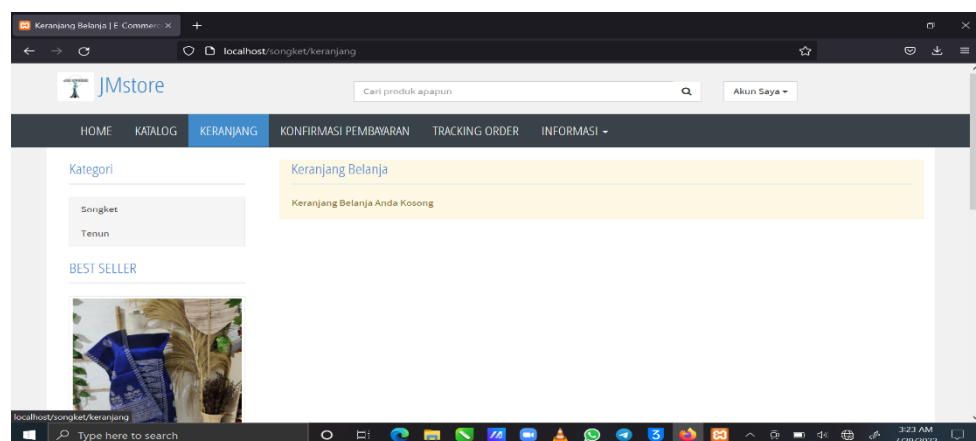 Keranjang Belanja | E-Commerc
localhost/songket/keranjang
JMstore
Cari produk apapun
Akun Saya
HOME KATALOG KERANJANG KONFIRMASI PEMBAYARAN TRACKING ORDER INFORMASI
Kategori
Songket
Tenun
BEST SELLER
Keranjang Belanja
Keranjang Belanja Anda Kosong
localhost/songket/keranjang
Type here to search
3:23 AM